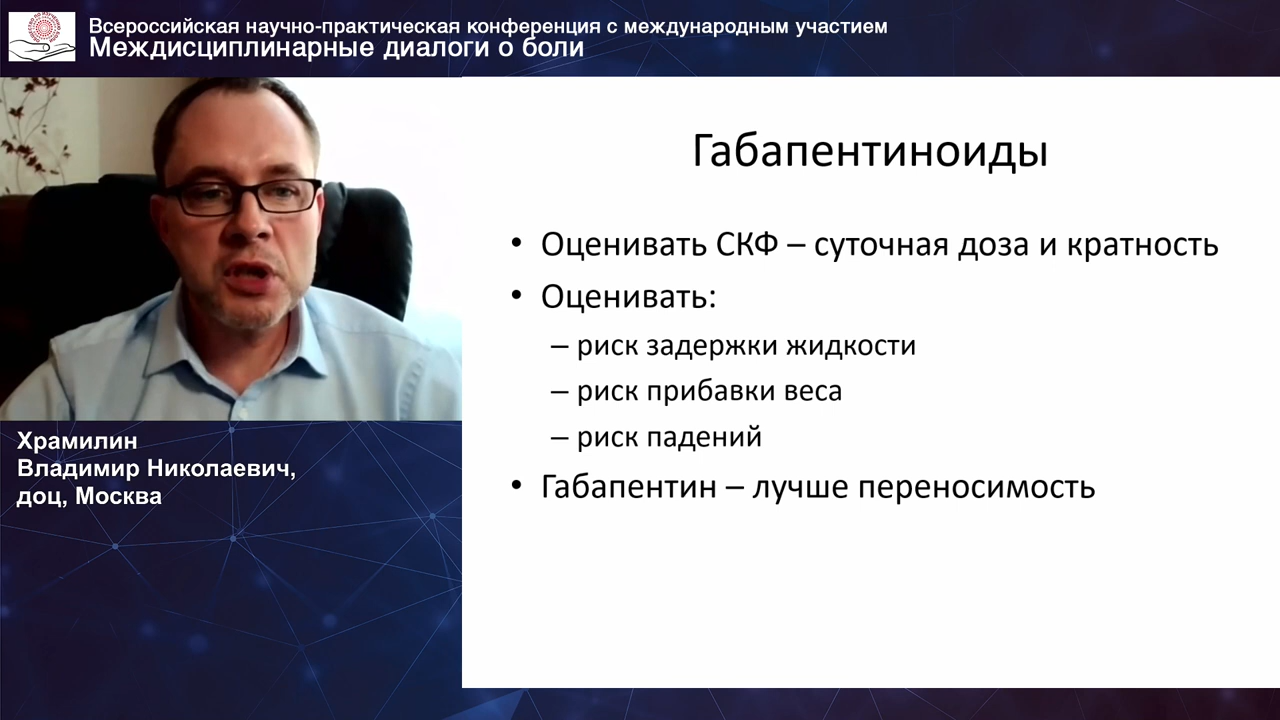 Всероссийская научно-практическая конференция с международным участием
Междисциплинарные диалоги о боли
Габапентиноиды
• Оценивать СКФ – суточная доза и кратность
• Оценивать:
– риск задержки жидкости
– риск прибавки веса
– риск падений
• Габапентин – лучше переносимость
Храмилин
Владимир Николаевич,
доц, Москва